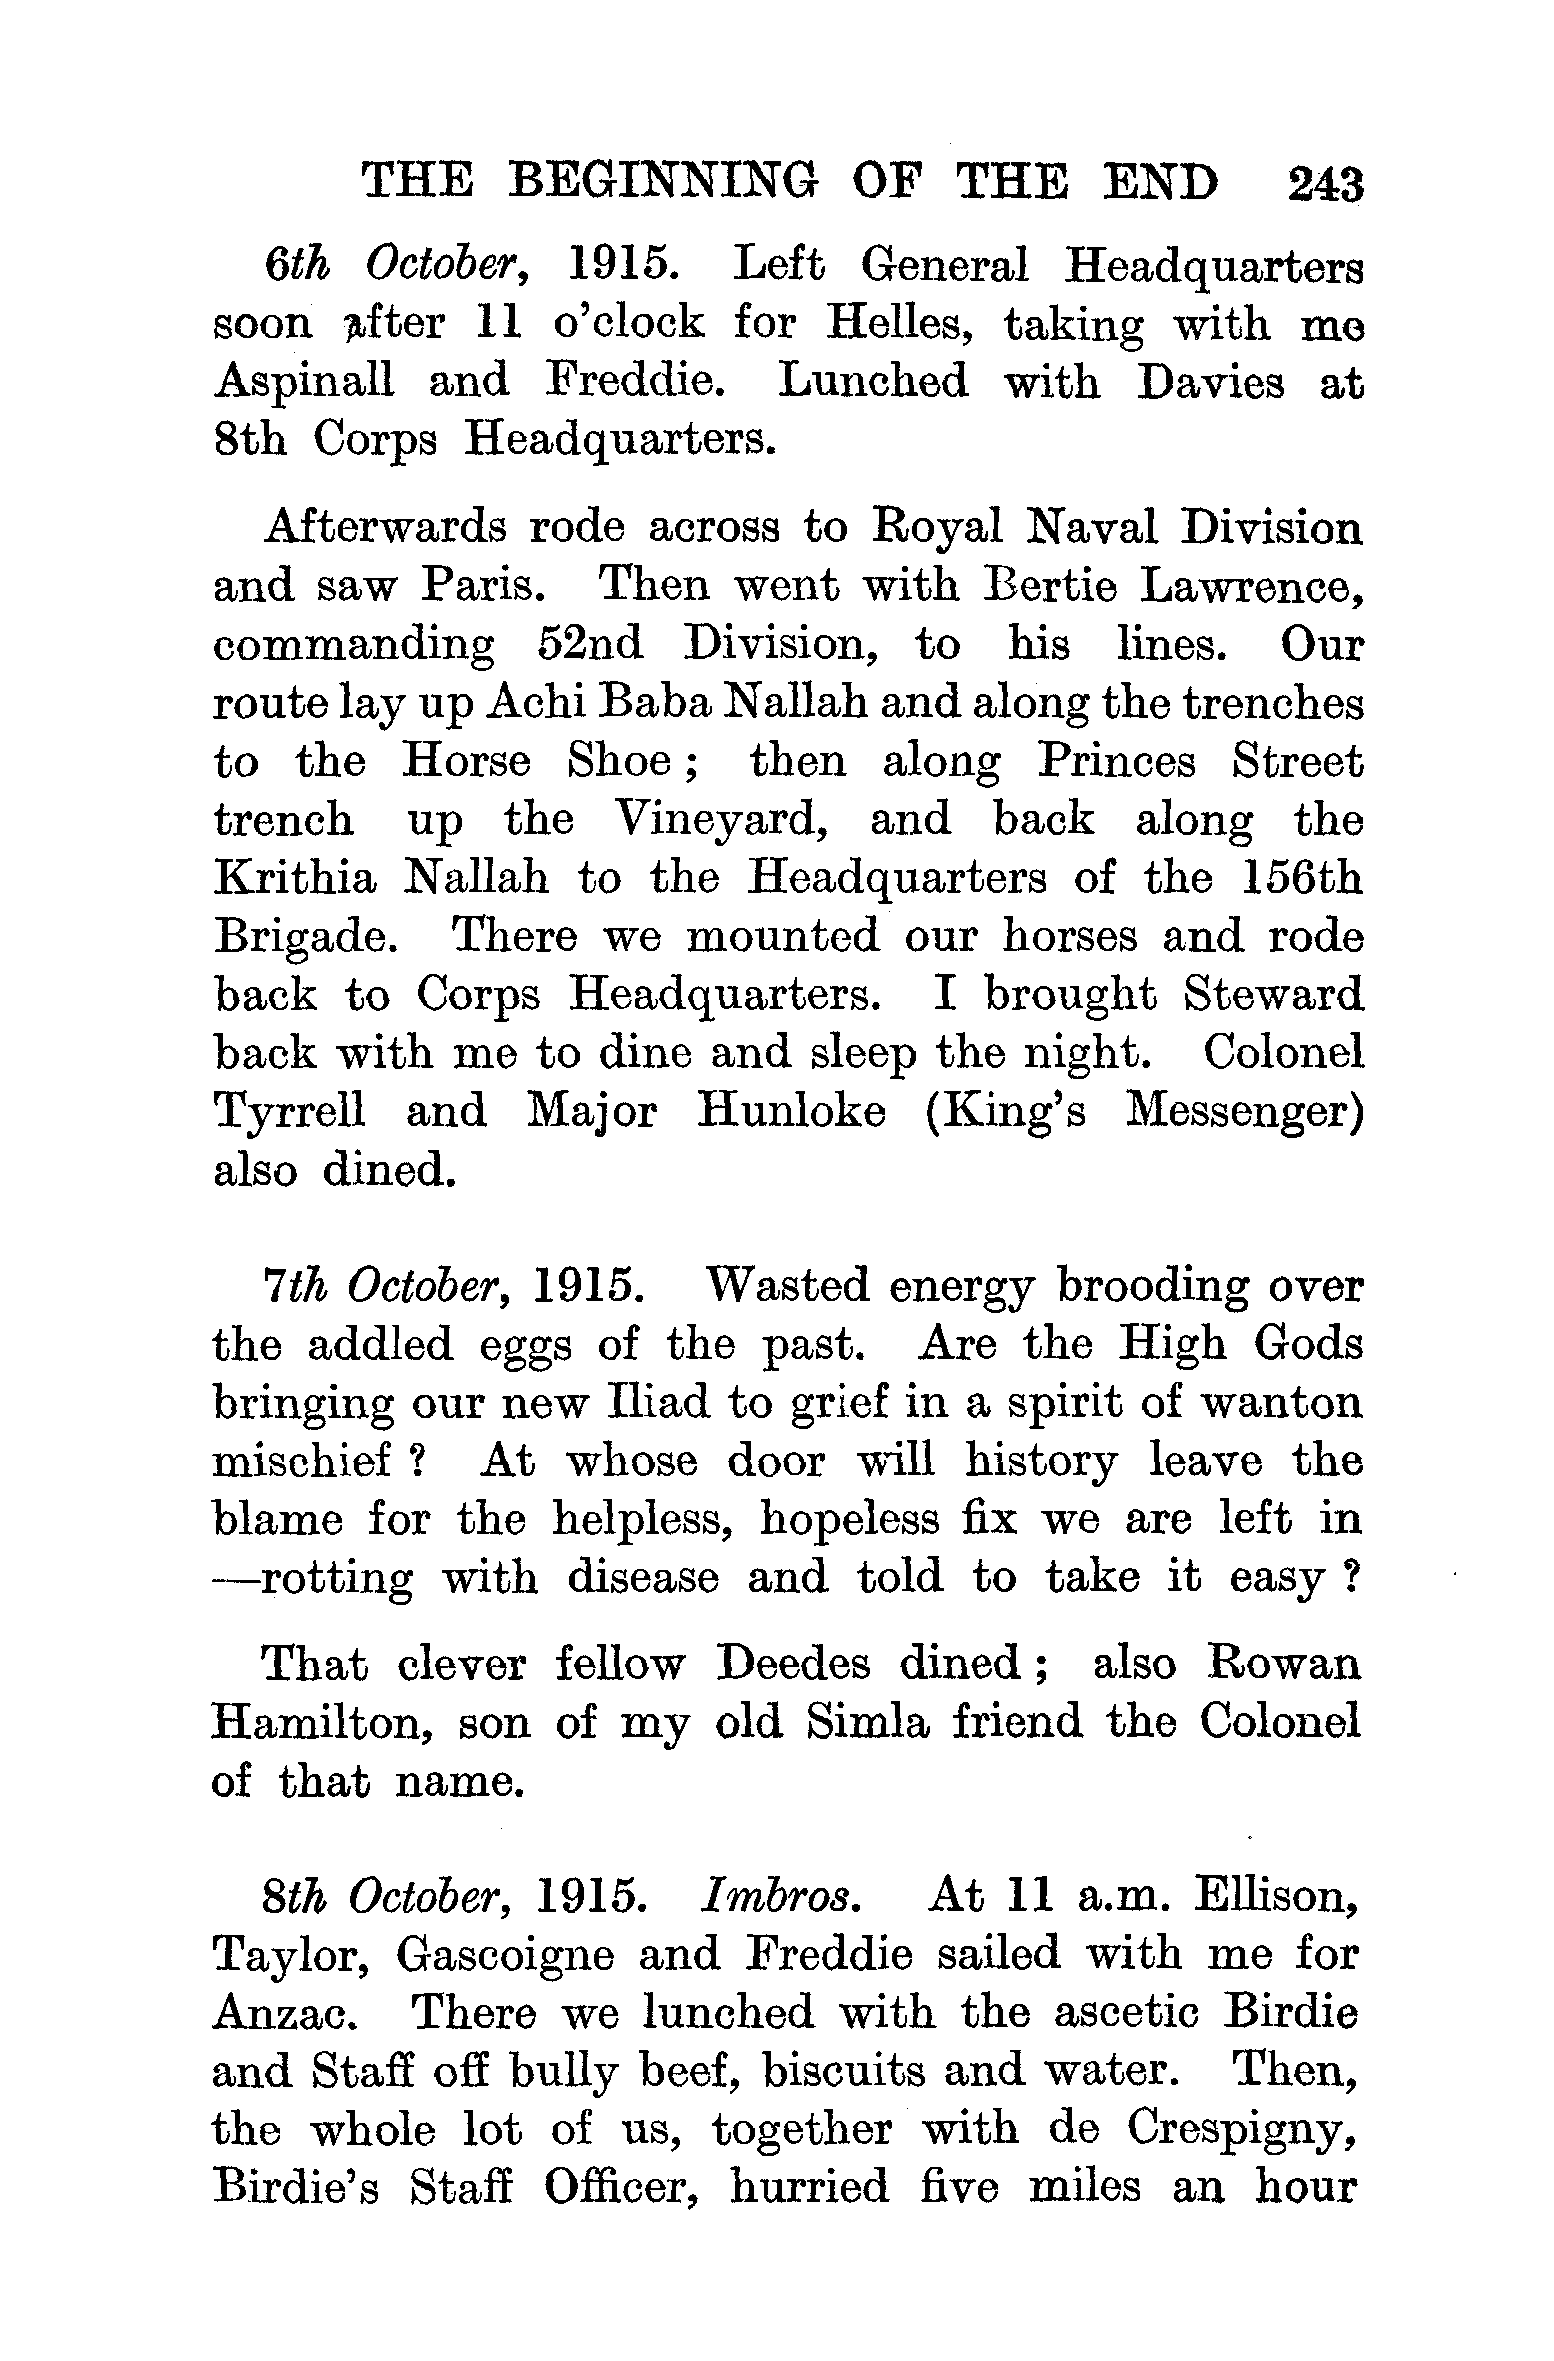 THE BEGINNING OF THE END 243
6th October, 1915. Left General Headquarters
soon after 11 o'clock for Helles, taking with me
Aspinall and Freddie. Lunched with Davies at
8th Corps Headquarters.
Afterwards rode across to Royal Naval Division
and saw Paris. Then went with Bertie Lawrence,
commanding 52nd Division, to his lines. Our
route lay up Achi Baba Nallah and along the trenches
to the Horse Shoe ; then along Princes Street
trench up the Vineyard, and back along the
Krithia Nallah to the Headquarters of the 156th
Brigade. There we mounted our horses and rode
back to Corps Headquarters. I brought Steward
back with me to dine and sleep the night. Colonel
Tyrrell and Major Hunloke (King's Messenger)
also dined.
7th October, 1915. Wasted energy brooding over
the addled eggs of the past. Are the High Gods
bringing our new Iliad to grief in a spirit of wanton
mischief ? At whose door will history leave the
blame for the helpless, hopeless fix we are left in
—rotting with disease and told to take it easy ?
That clever fellow Deedes dined ; also Rowan
Hamilton, son of my old Simla friend the Colonel
of that name.
8th October, 1915. Imbros. At 11 a.m. Ellison,
Taylor, Gascoigne and Freddie sailed with me for
Anzac. There we lunched with the ascetic Birdie
and Staff off bully beef, biscuits and water. Then,
the whole lot of us, together with de Crespigny,
Birdie's Staff Officer, hurried five miles an hour